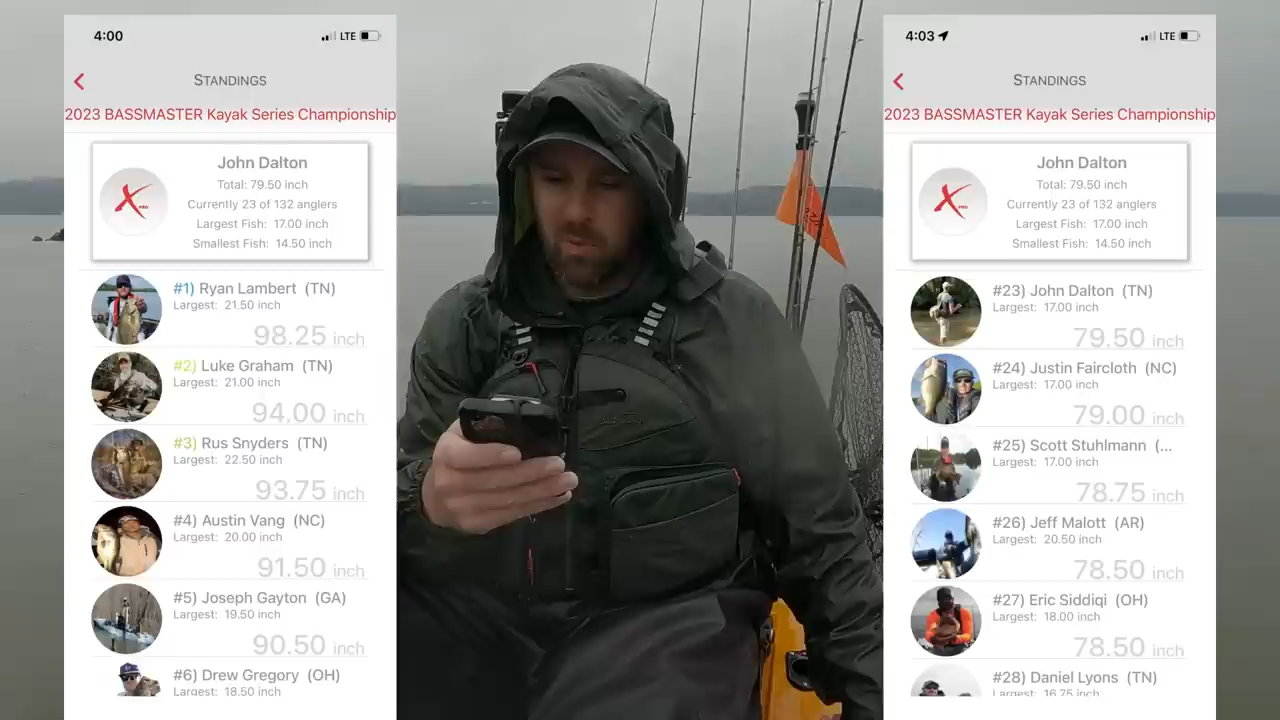 4:00
LTE
STANDINGS
2023 BASSMASTER Kayak Series Championship
X PRO
John Dalton
Total: 79.50 inch
Currently 23 of 132 anglers
Largest Fish: 17.00 inch
Smallest Fish: 14.50 inch
#1) Ryan Lambert (TN)
Largest: 21.50 inch
98.25 inch
#2) Luke Graham (TN)
Largest: 21.00 inch
94.00 inch
#3) Rus Snyders (TN)
Largest: 22.50 inch
93.75 inch
#4) Austin Vang (NC)
Largest: 20.00 inch
91.50 inch
#5) Joseph Gayton (GA)
Largest: 19.50 inch
90.50 inch
#6) Drew Gregory (OH)
Largest: 18.50 inch
4:03
LTE
STANDINGS
2023 BASSMASTER Kayak Series Championship
X PRO
John Dalton
Total: 79.50 inch
Currently 23 of 132 anglers
Largest Fish: 17.00 inch
Smallest Fish: 14.50 inch
#23) John Dalton (TN)
Largest: 17.00 inch
79.50 inch
#24) Justin Faircloth (NC)
Largest: 17.00 inch
79.00 inch
#25) Scott Stuhlmann (...
Largest: 17.00 inch
78.75 inch
#26) Jeff Malott (AR)
Largest: 20.50 inch
78.50 inch
#27) Eric Siddiqi (OH)
Largest: 18.00 inch
78.50 inch
#28) Daniel Lyons (TN)
Largest: 16.75 inch